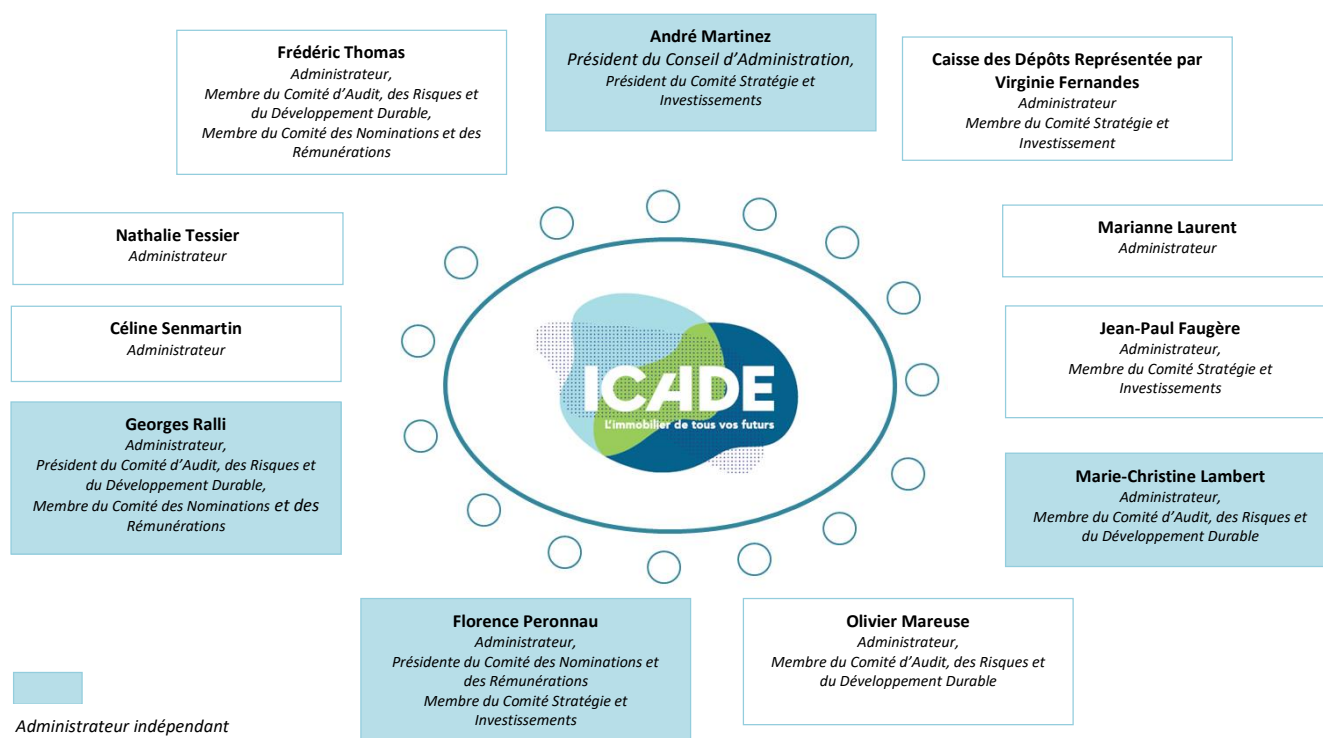 Frédéric Thomas
Administrateur,
Membre du Comité d'Audit, des Risques et
du Développement Durable,
Membre du Comité des Nominations et des
Rémunérations
André Martinez
Président du Conseil d'Administration,
Président du Comité Stratégie et
Investissements
Caisse des Dépôts Représentée par
Virginie Fernandes
Administrateur
Membre du Comité Stratégie et
Investissement
Nathalie Tessier
Administrateur
Marianne Laurent
Administrateur
Céline Senmartin
Administrateur
Jean-Paul Faugère
Administrateur,
Membre du Comité Stratégie et
Investissements
ICADE
L'immobilier de tous vos futurs
Georges Ralli
Administrateur,
Président du Comité d'Audit, des Risques et
du Développement Durable,
Membre du Comité des Nominations et des
Rémunérations
Marie-Christine Lambert
Administrateur,
Membre du Comité d'Audit, des Risques et
du Développement Durable
Florence Peronnau
Administrateur,
Présidente du Comité des Nominations et
des Rémunérations
Membre du Comité Stratégie et
Investissements
Olivier Mareuse
Administrateur,
Membre du Comité d'Audit, des Risques et
du Développement Durable
Administrateur indépendant